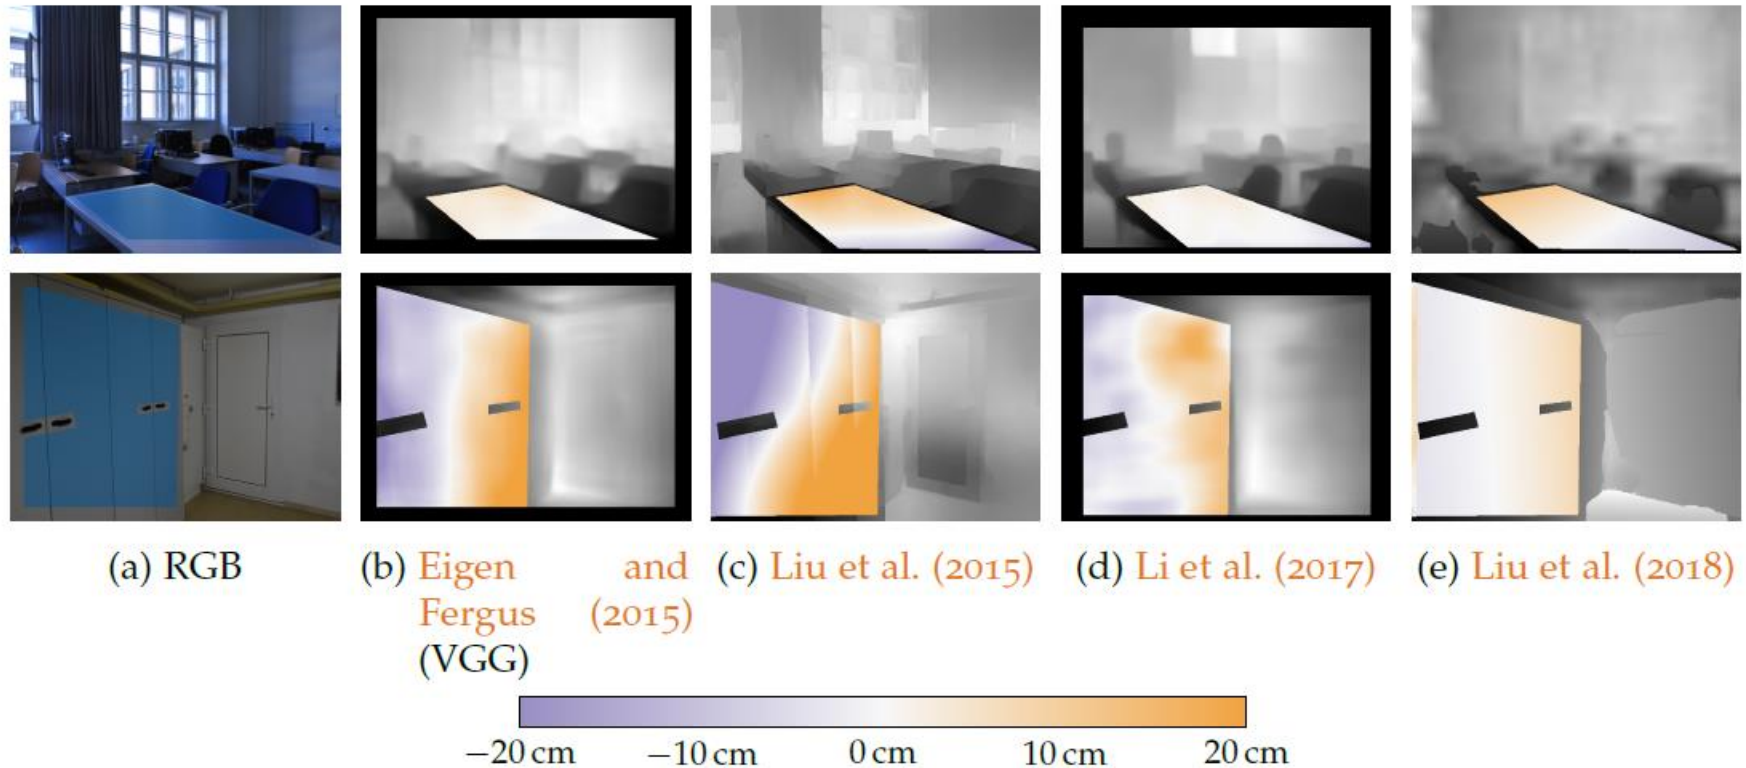 (a) RGB
(b) Eigen and
Fergus (2015)
(VGG)
(c) Liu et al. (2015)
(d) Li et al. (2017)
(e) Liu et al. (2018)
−20 cm −10 cm 0 cm 10 cm 20 cm